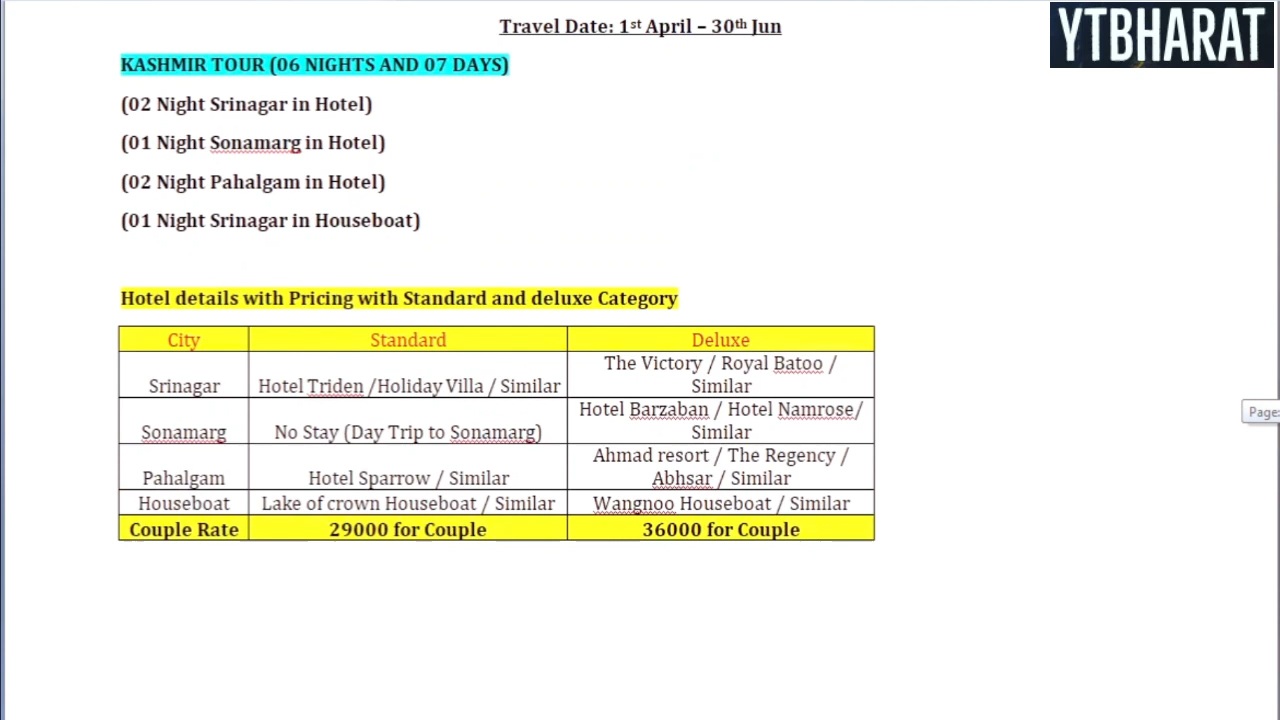 Travel Date: 1st April – 30th Jun
YTBHARAT
KASHMIR TOUR (06 NIGHTS AND 07 DAYS)
(02 Night Srinagar in Hotel)
(01 Night Sonamarg in Hotel)
(02 Night Pahalgam in Hotel)
(01 Night Srinagar in Houseboat)
Hotel details with Pricing with Standard and deluxe Category
City Standard Deluxe
Srinagar Hotel Triden /Holiday Villa / Similar The Victory / Royal Batoo /
Similar
Sonamarg No Stay (Day Trip to Sonamarg) Hotel Barzaban / Hotel Namrose/
Similar
Pahalgam Hotel Sparrow / Similar Ahmad resort / The Regency /
Abhsar / Similar
Houseboat Lake of crown Houseboat / Similar Wangnoo Houseboat / Similar
Couple Rate 29000 for Couple 36000 for Couple
Page: